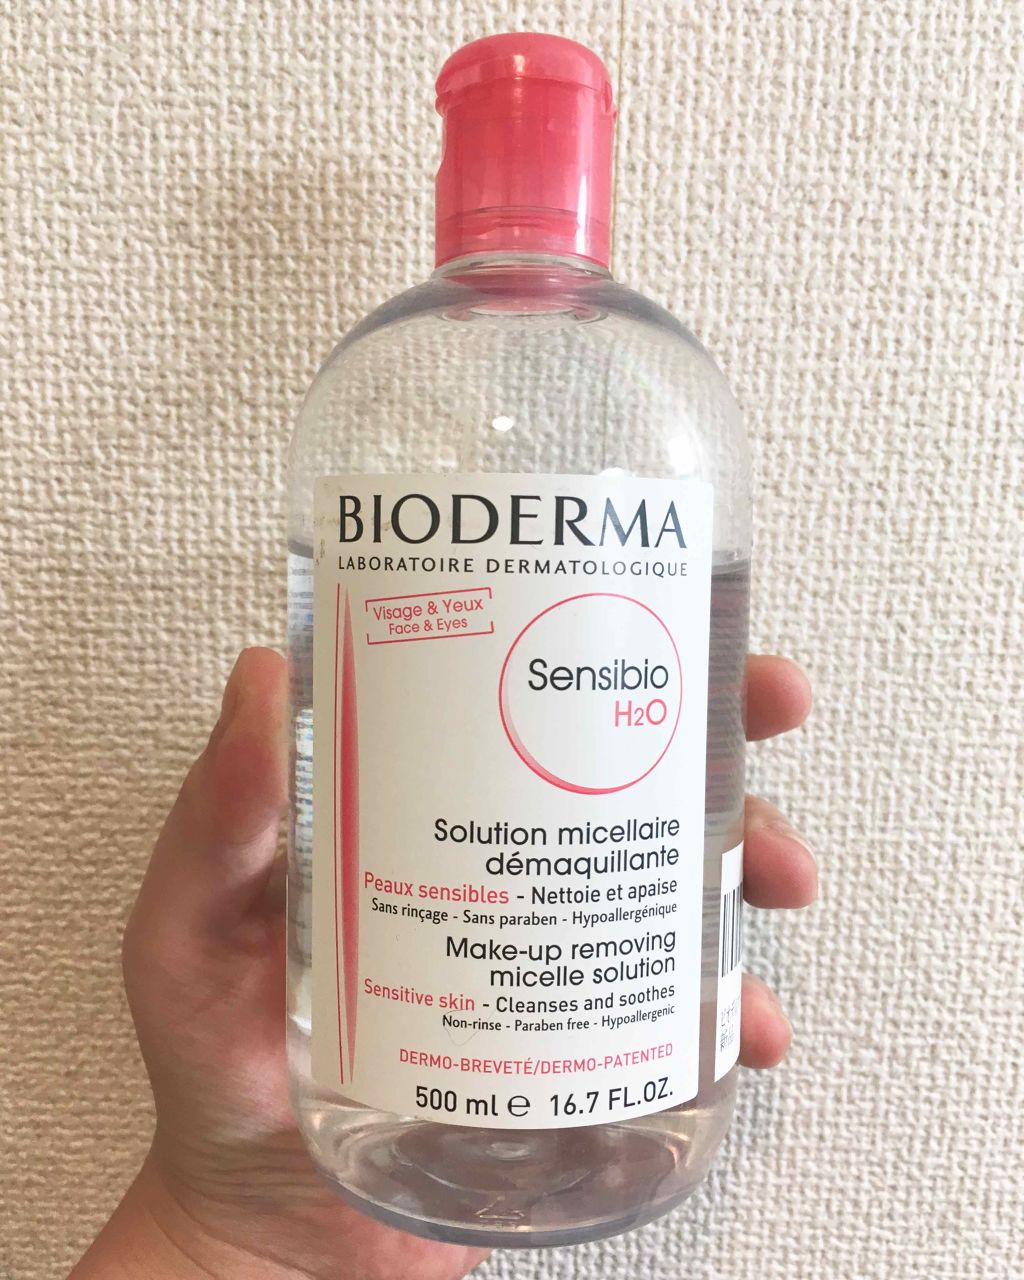 BIODERMA
LABORATOIRE DERMATOLOGIQUE
Visage & Yeux
Face & Eyes
Sensibio
H2O
Solution micellaire
démaquillante
Peaux sensibles - Nettoie et apaise
Sans rinçage - Sans paraben - Hypoallergénique
Make-up removing
micelle solution
Sensitive skin - Cleanses and soothes
Non-rinse - Paraben free - Hypoallergenic
DERMO-BREVETÉ/DERMO-PATENTED
500 ml ℮ 16.7 FL.OZ.